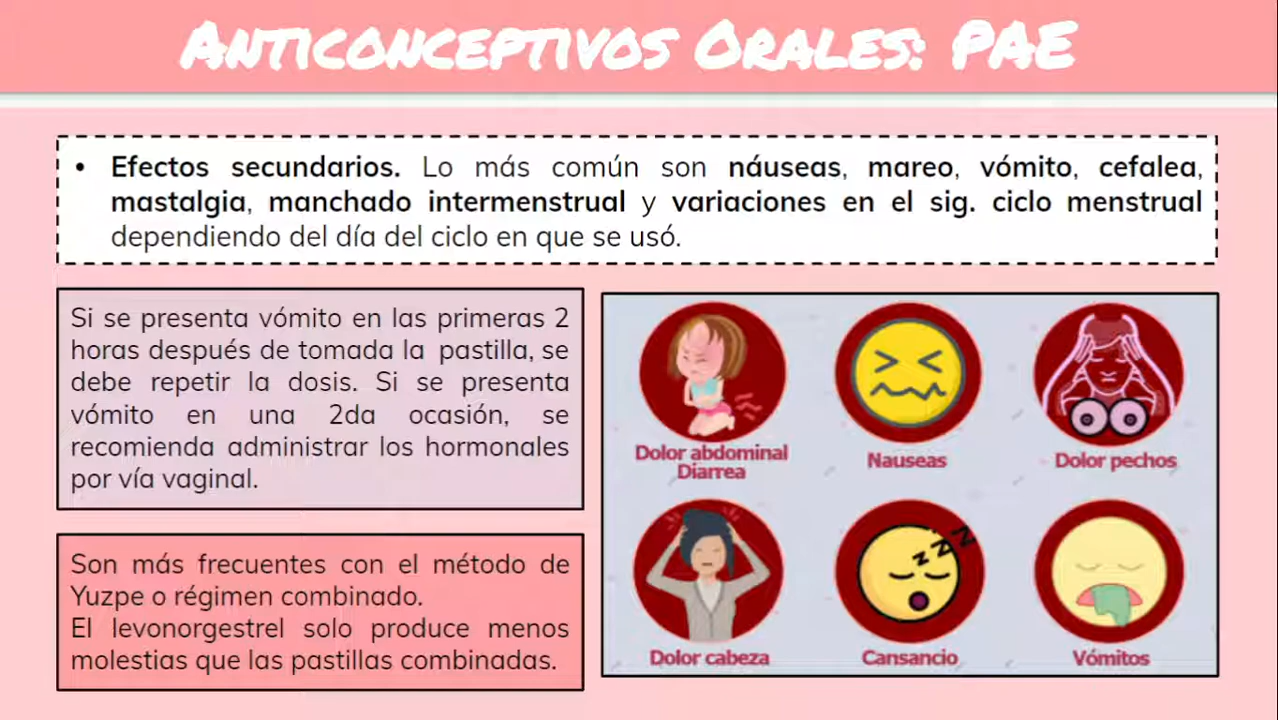 ANTICONCEPTIVOS ORALES: PAE
• Efectos secundarios. Lo más común son náuseas, mareo, vómito, cefalea,
mastalgia, manchado intermenstrual y variaciones en el sig. ciclo menstrual
dependiendo del día del ciclo en que se usó.
Si se presenta vómito en las primeras 2
horas después de tomada la pastilla, se
debe repetir la dosis. Si se presenta
vómito en una 2da ocasión, se
recomienda administrar los hormonales
por vía vaginal.
Son más frecuentes con el método de
Yuzpe o régimen combinado.
El levonorgestrel solo produce menos
molestias que las pastillas combinadas.
Dolor abdominal
Diarrea
Nauseas
Dolor pechos
Dolor cabeza
z z z
Cansancio
Vómitos